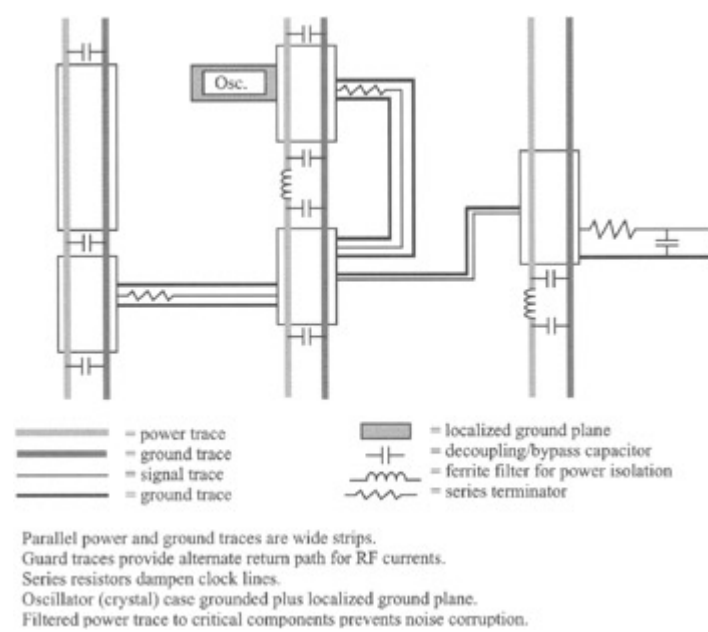 Osc.
= power trace
= ground trace
= signal trace
= ground trace
= localized ground plane
= decoupling/bypass capacitor
= ferrite filter for power isolation
= series terminator
Parallel power and ground traces are wide strips.
Guard traces provide alternate return path for RF currents.
Series resistors dampen clock lines.
Oscillator (crystal) case grounded plus localized ground plane.
Filtered power trace to critical components prevents noise corruption.